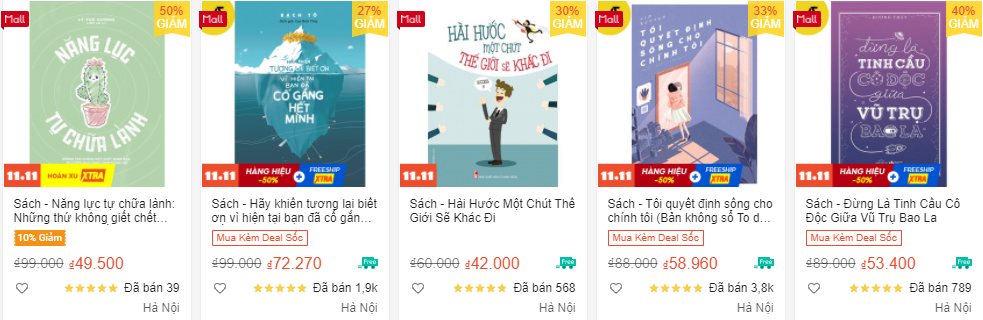 Mall
50%
GIẢM
NĂNG LỰC
TỰ CHỮA LÀNH
11.11
HOÀN XU XTRA
Sách - Năng lực tự chữa lành:
Những thứ không giết chết...
10% Giảm
₫99.000 ₫49.500
Đã bán 39
Hà Nội
Mall
27%
GIẢM
BẠCH TÔ
TƯƠNG LAI BIẾT ƠN
VÌ HIỆN TẠI
BẠN ĐÃ
CỐ GẮNG
HẾT
MÌNH
11.11
HÀNG HIỆU
-50%
+
FREESHIP
XTRA
Sách - Hãy khiến tương lai biết
ơn vì hiện tại bạn đã cố gắn...
Mua Kèm Deal Sốc
₫99.000 ₫72.270
Free
Đã bán 1,9k
Hà Nội
Mall
30%
GIẢM
HÀI HƯỚC
MỘT CHÚT
THẾ GIỚI SẼ KHÁC ĐI
11.11
Sách - Hài Hước Một Chút Thế
Giới Sẽ Khác Đi
₫60.000 ₫42.000
Free
Đã bán 568
Hà Nội
Mall
33%
GIẢM
TÔI
QUYẾT ĐỊNH
SỐNG CHO
CHÍNH TÔI
11.11
HÀNG HIỆU
-50%
+
FREESHIP
XTRA
Sách - Tôi quyết định sống cho
chính tôi (Bản không sổ To d...
Mua Kèm Deal Sốc
₫88.000 ₫58.960
Free
Đã bán 3,8k
Hà Nội
Mall
40%
GIẢM
đừng là
TINH CẦU
CÔ ĐỘC
giữa
VŨ TRỤ
BAO LA
11.11
HÀNG HIỆU
-50%
+
FREESHIP
XTRA
Sách - Đừng Là Tinh Cầu Cô
Độc Giữa Vũ Trụ Bao La
Mua Kèm Deal Sốc
₫89.000 ₫53.400
Free
Đã bán 789
Hà Nội